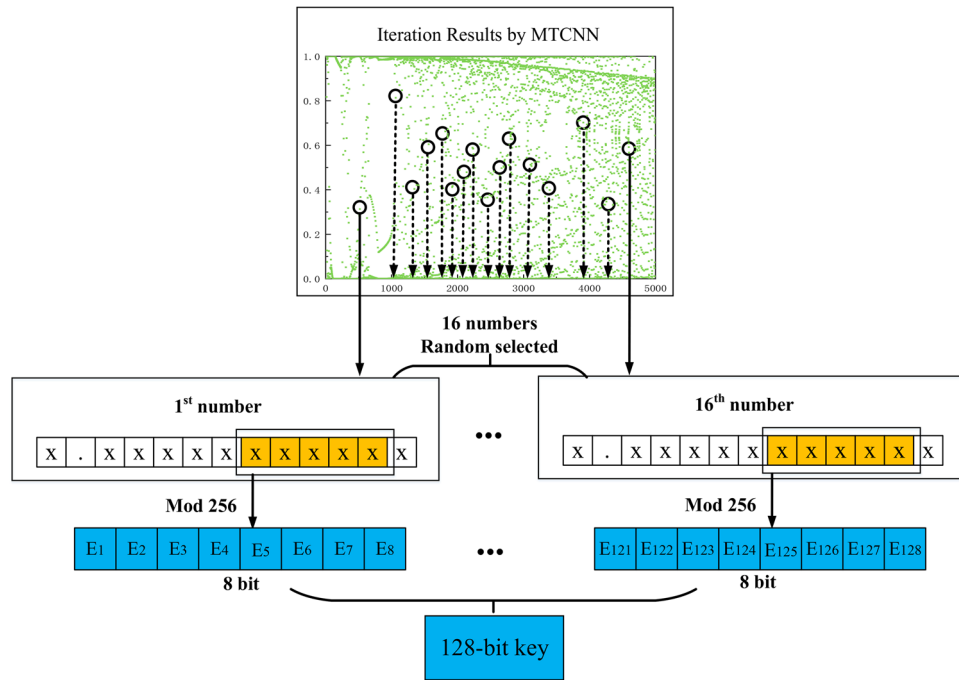 Iteration Results by MTCNN
1.0
0.8
0.6
0.4
0.2
0.0
0 1000 2000 3000 4000 5000
16 numbers
Random selected
1st number
x . x x x x x x x x x x x
16th number
x . x x x x x x x x x x x
...
Mod 256
Mod 256
E1 E2 E3 E4 E5 E6 E7 E8
...
E121 E122 E123 E124 E125 E126 E127 E128
8 bit
8 bit
128-bit key